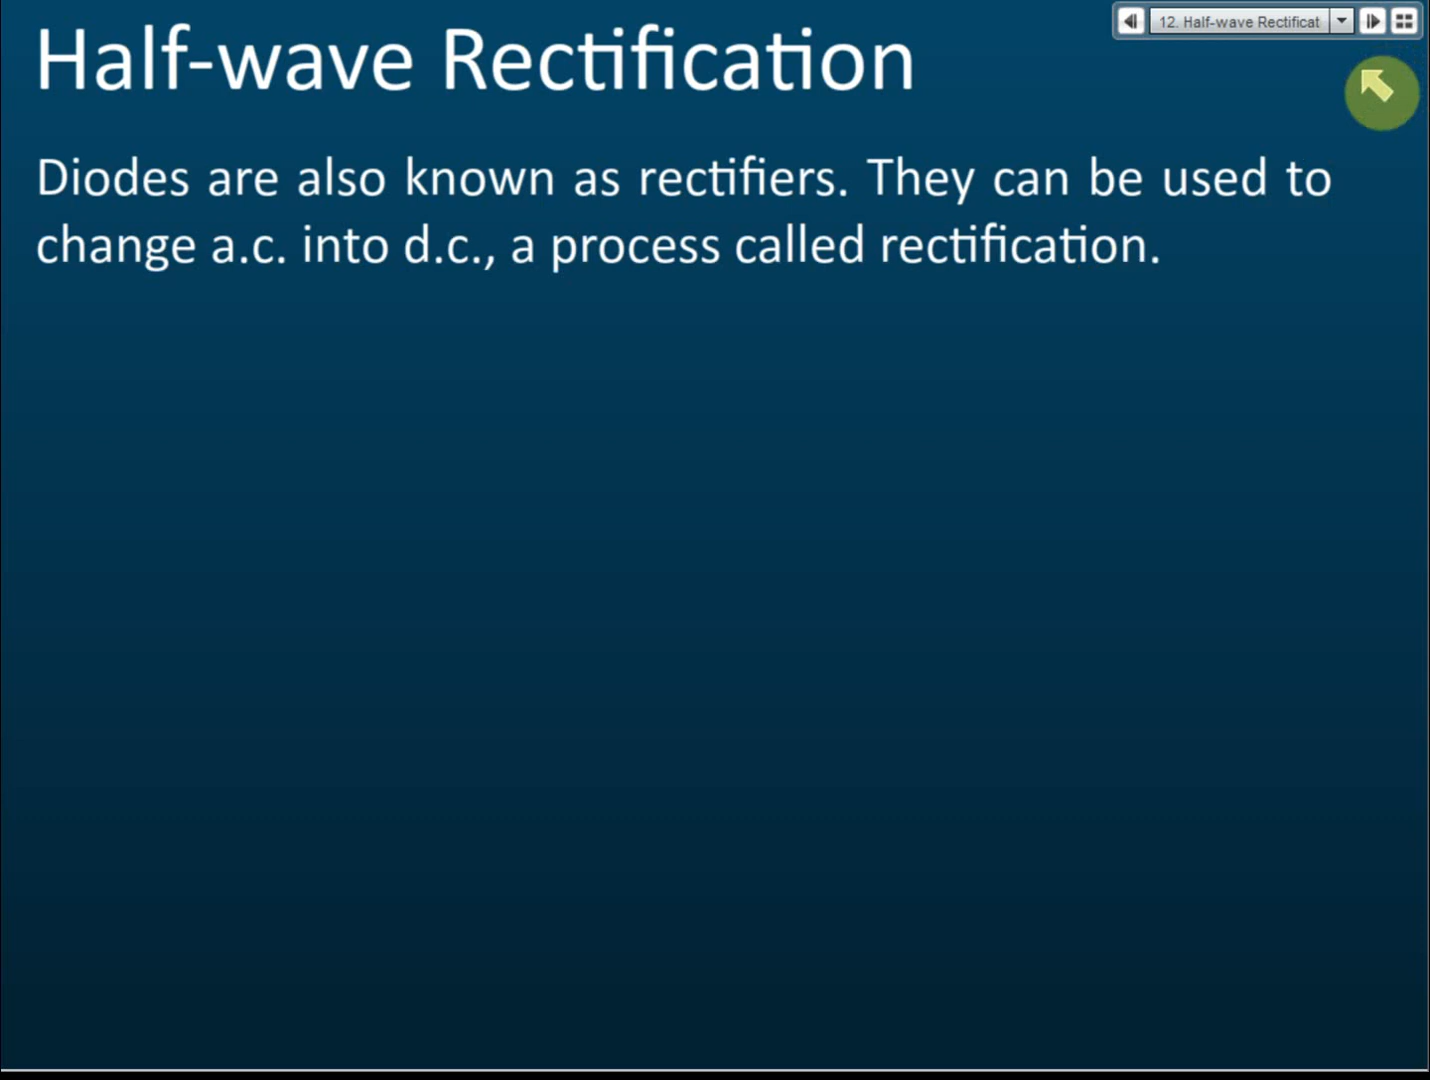 12. Half-wave Rectificat
Half-wave Rectification
Diodes are also known as rectifiers. They can be used to
change a.c. into d.c., a process called rectification.